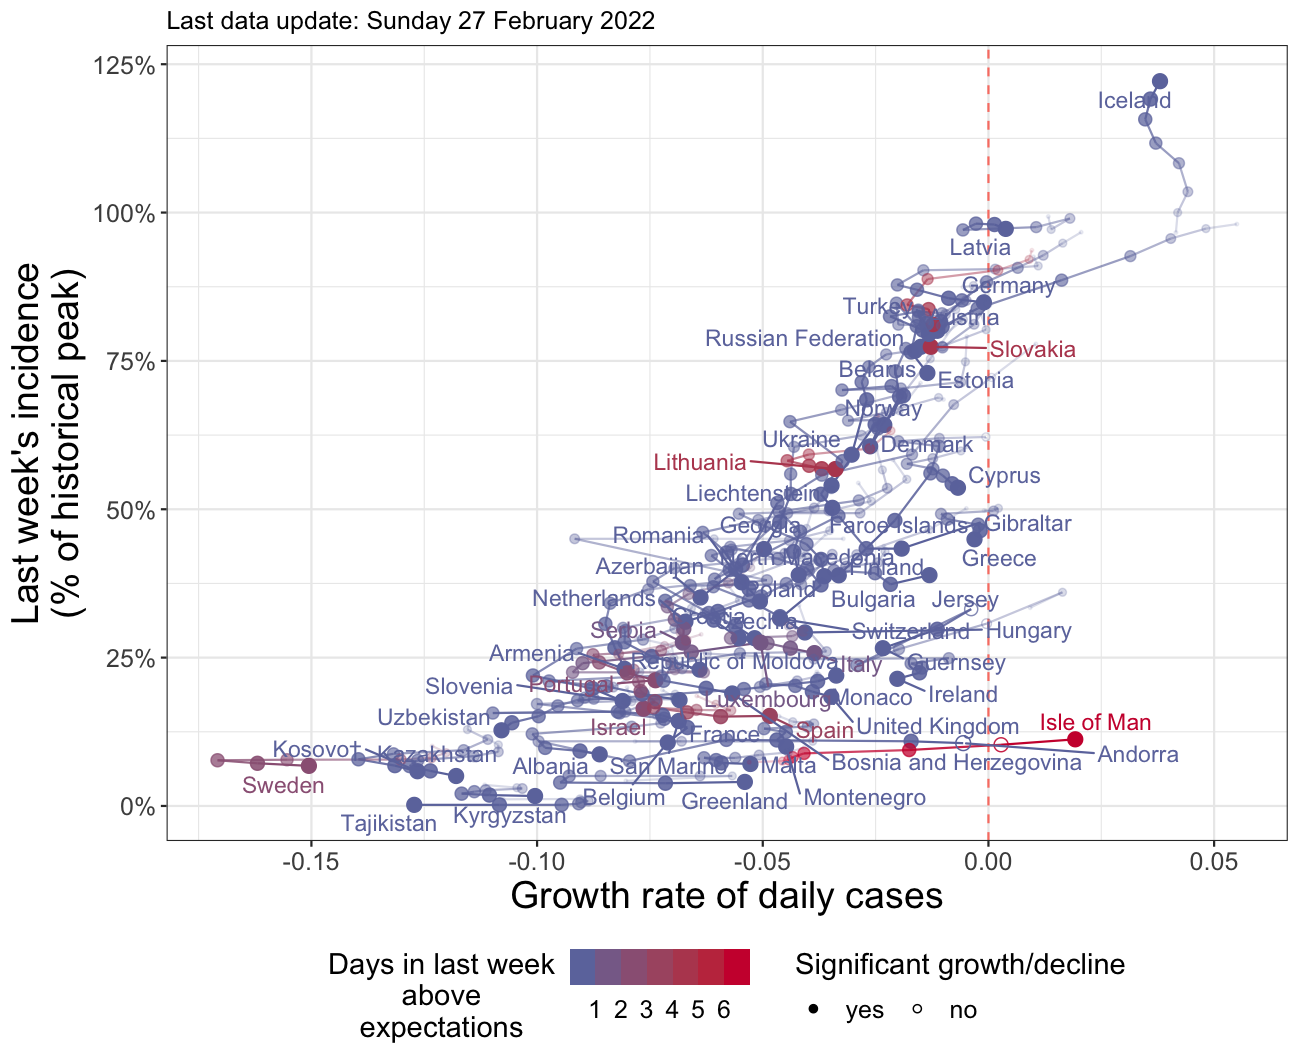 Last data update: Sunday 27 February 2022
125%
100%
75%
50%
25%
0%
Last week's incidence
(% of historical peak)
Iceland
Latvia
Germany
Turkey
Austria
Russian Federation
Slovakia
Belarus
Estonia
Norway
Ukraine
Denmark
Lithuania
Cyprus
Liechtenstein
Georgia
Faroe Islands
Gibraltar
Romania
North Macedonia
Greece
Azerbaijan
Finland
Poland
Netherlands
Bulgaria
Jersey
Croatia
Czechia
Serbia
Switzerland
Hungary
Armenia
Republic of Moldova
Italy
Guernsey
Portugal
Slovenia
Luxembourg
Monaco
Ireland
Uzbekistan
Israel
France
Spain
United Kingdom
Isle of Man
Kosovo†
Kazakhstan
Albania
San Marino
Malta
Bosnia and Herzegovina
Andorra
Sweden
Belgium
Greenland
Montenegro
Tajikistan
Kyrgyzstan
-0.15
-0.10
-0.05
0.00
0.05
Growth rate of daily cases
Days in last week
above
expectations
1 2 3 4 5 6
Significant growth/decline
yes
no